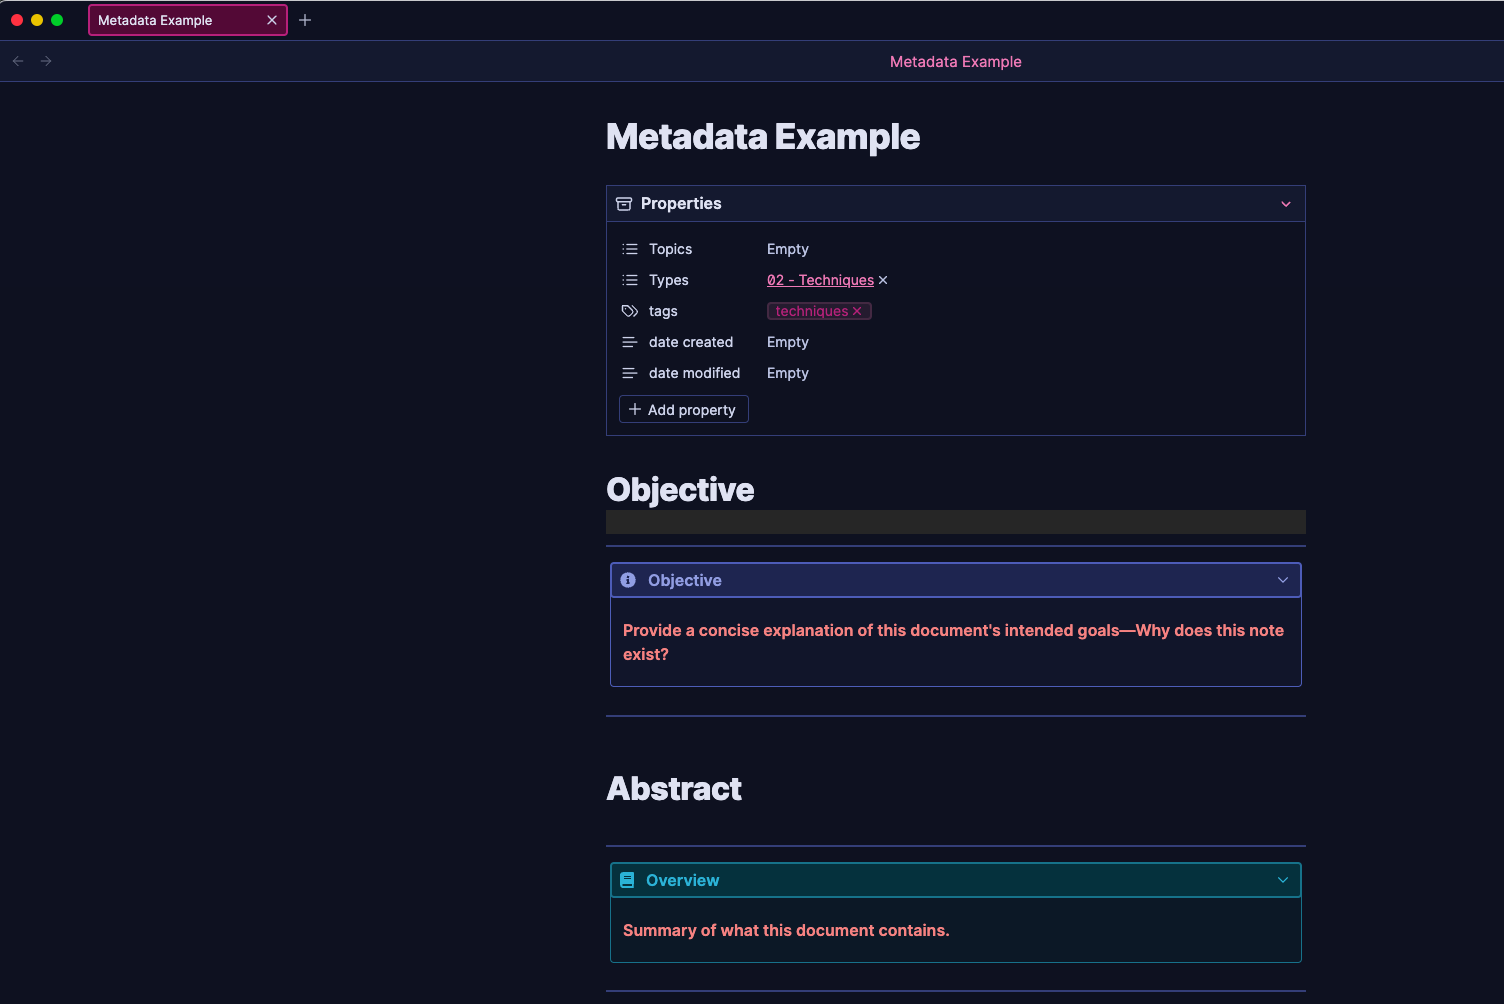 Metadata Example
Metadata Example
Metadata Example
Properties
Topics Empty
Types 02 - Techniques
tags techniques
date created Empty
date modified Empty
Add property
Objective
Objective
Provide a concise explanation of this document's intended goals—Why does this note
exist?
Abstract
Overview
Summary of what this document contains.